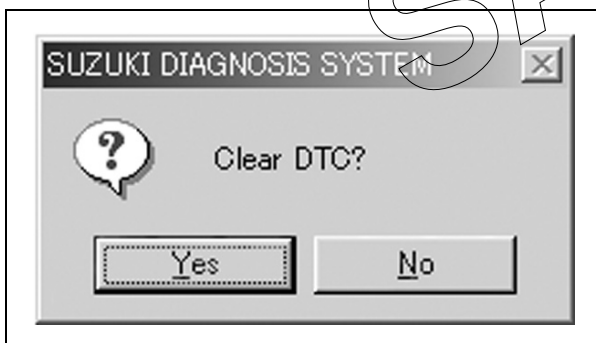 SUZUKI DIAGNOSIS SYSTEM
?
Clear DTC?
Yes
No